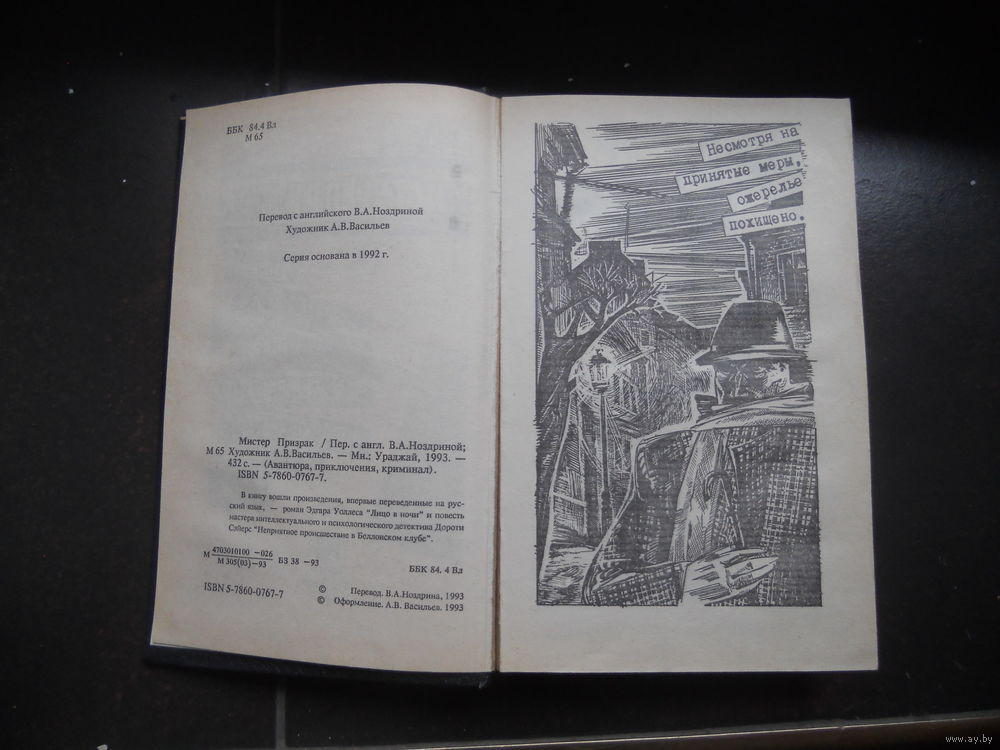 ББК 84.4 Вл
М 65
Перевод с английского В.А.Ноздриной
Художник А.В.Васильев
Серия основана в 1992 г.
Мистер Призрак / Пер. с англ. В.А.Ноздриной;
М 65 Художник А.В.Васильев. — Мн.; Ураджай, 1993. —
432 с. — (Авантюра, приключения, криминал).
ISBN 5-7860-0767-7.
В книгу вошли произведения, впервые переведенные на рус-
ский язык, — роман Эдгара Уоллеса "Лицо в ночи" и повесть
мастера интеллектуального и психологического детектива Дороти
Сэйерс "Неприятное происшествие в Беллонском клубе".
М 4703010100 —026 БЗ 38 —93
М 305(03)—93
ББК 84. 4 Вл
ISBN 5-7860-0767-7
© Перевод. В.А.Ноздрина, 1993
© Оформление. А.В. Васильев. 1993
Несмотря на
принятые меры,
ожерелье
похищено.
www.ay.by